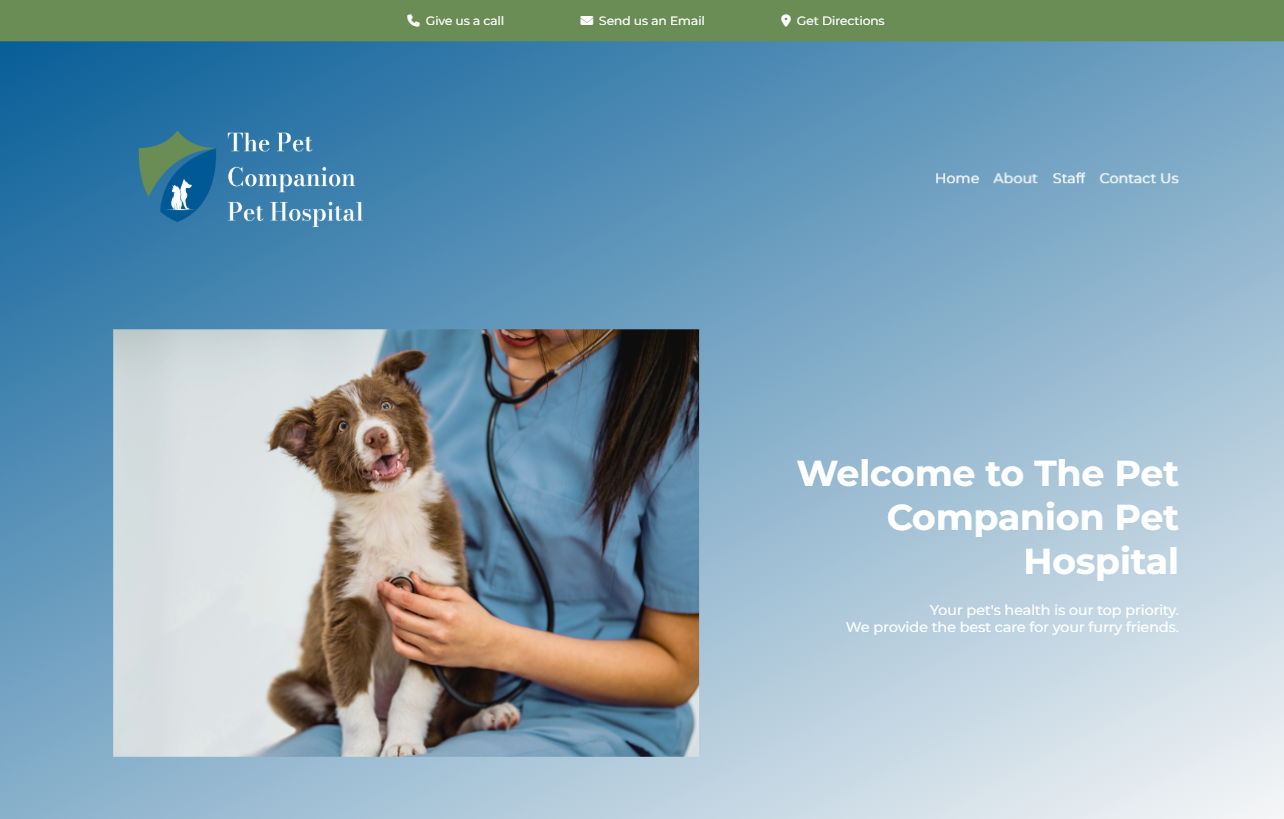 Give us a call Send us an Email Get Directions
The Pet
Companion
Pet Hospital
Home About Staff Contact Us
Welcome to The Pet
Companion Pet
Hospital
Your pet's health is our top priority.
We provide the best care for your furry friends.